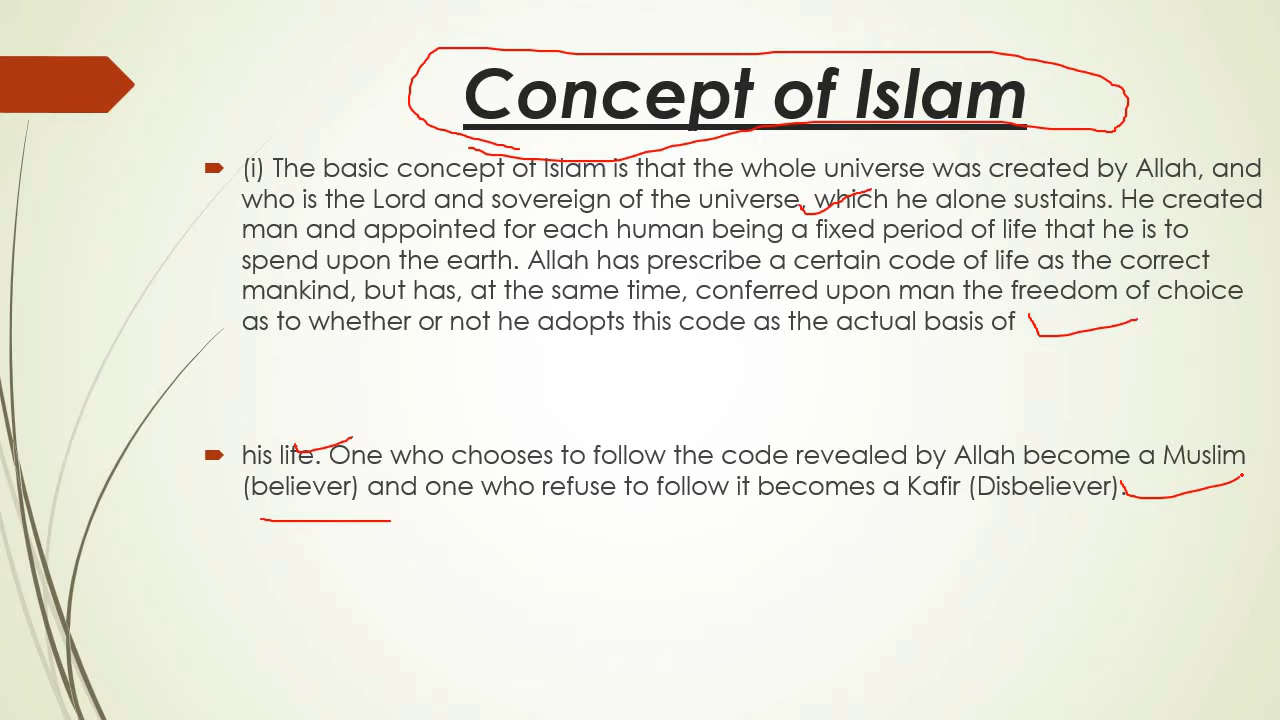 Concept of Islam
(i) The basic concept of Islam is that the whole universe was created by Allah, and
who is the Lord and sovereign of the universe, which he alone sustains. He created
man and appointed for each human being a fixed period of life that he is to
spend upon the earth. Allah has prescribe a certain code of life as the correct
mankind, but has, at the same time, conferred upon man the freedom of choice
as to whether or not he adopts this code as the actual basis of
his life. One who chooses to follow the code revealed by Allah become a Muslim
(believer) and one who refuse to follow it becomes a Kafir (Disbeliever).